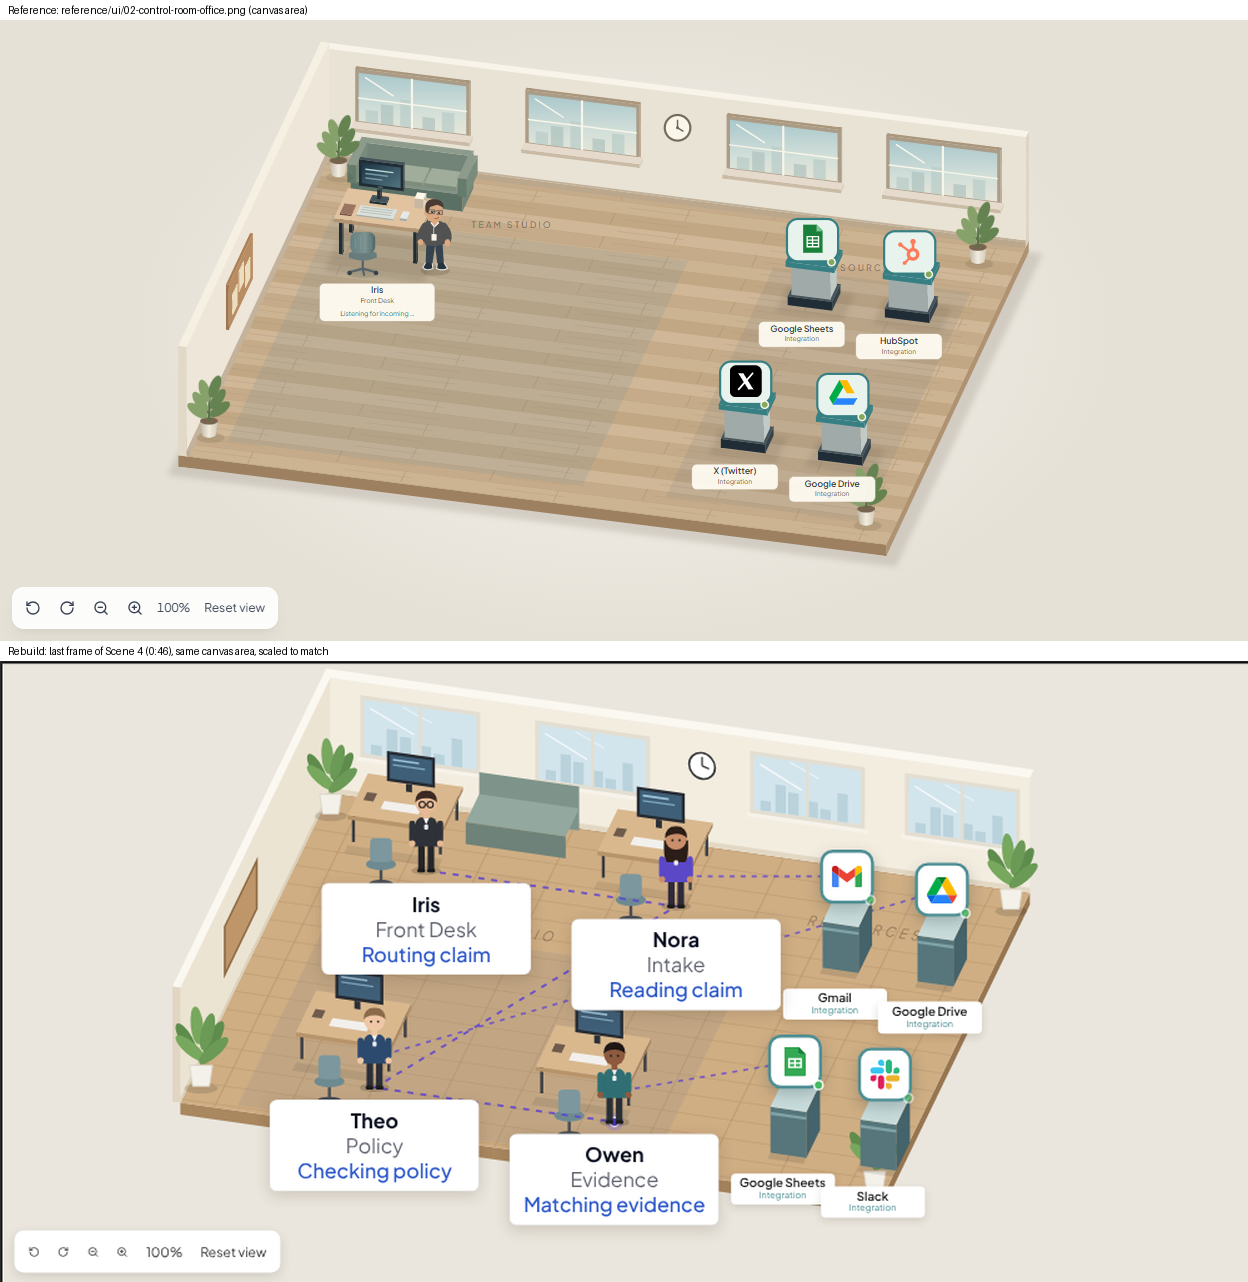 Reference: reference/ui/02-control-room-office.png (canvas area)
TEAM STUDIO
Iris
Front Desk
Listening for incoming...
Google Sheets
Integration
HubSpot
Integration
X (Twitter)
Integration
Google Drive
Integration
100%
Reset view
Rebuild: last frame of Scene 4 (0:46), same canvas area, scaled to match
Iris
Front Desk
Routing claim
Nora
Intake
Reading claim
Gmail
Integration
Google Drive
Integration
Theo
Policy
Checking policy
Owen
Evidence
Matching evidence
Google Sheets
Integration
Slack
Integration
100%
Reset view